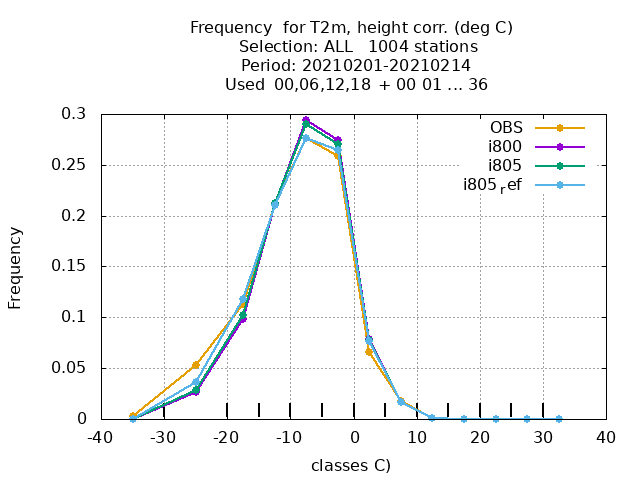 Frequency  for T2m, height corr. (deg C)
Selection: ALL   1004 stations
Period: 20210201-20210214
Used  00,06,12,18 + 00 01 ... 36
0.3
0.25
0.2
0.15
0.1
0.05
0
Frequency
OBS
i800
i805
i805ref
-40 -30 -20 -10 0 10 20 30 40
classes C)